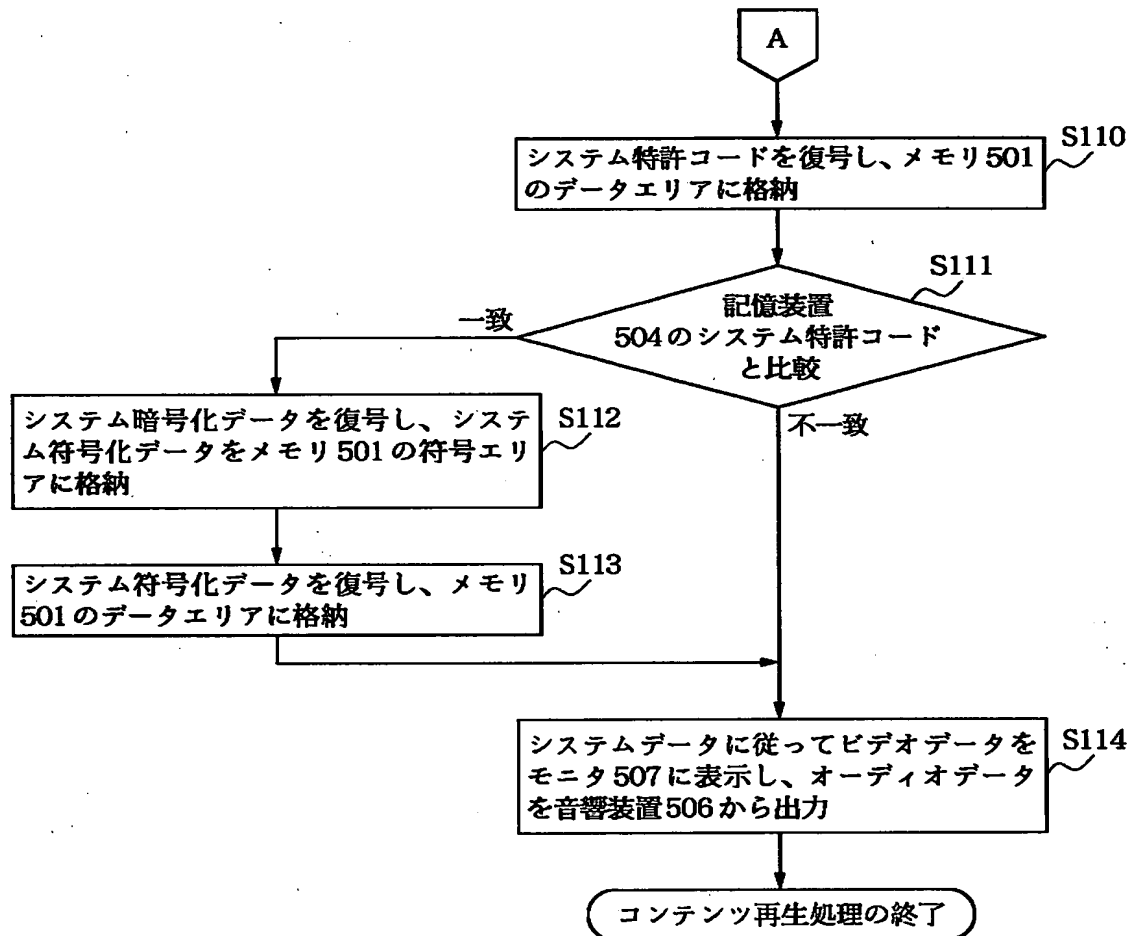 A
S110
システム特許コードを復号し、メモリ501
のデータエリアに格納
S111
記憶装置
504のシステム特許コード
と比較
一致
不一致
S112
システム暗号化データを復号し、システ
ム符号化データをメモリ501の符号エリ
アに格納
S113
システム符号化データを復号し、メモリ
501のデータエリアに格納
S114
システムデータに従ってビデオデータを
モニタ507に表示し、オーディオデータ
を音響装置506から出力
コンテンツ再生処理の終了